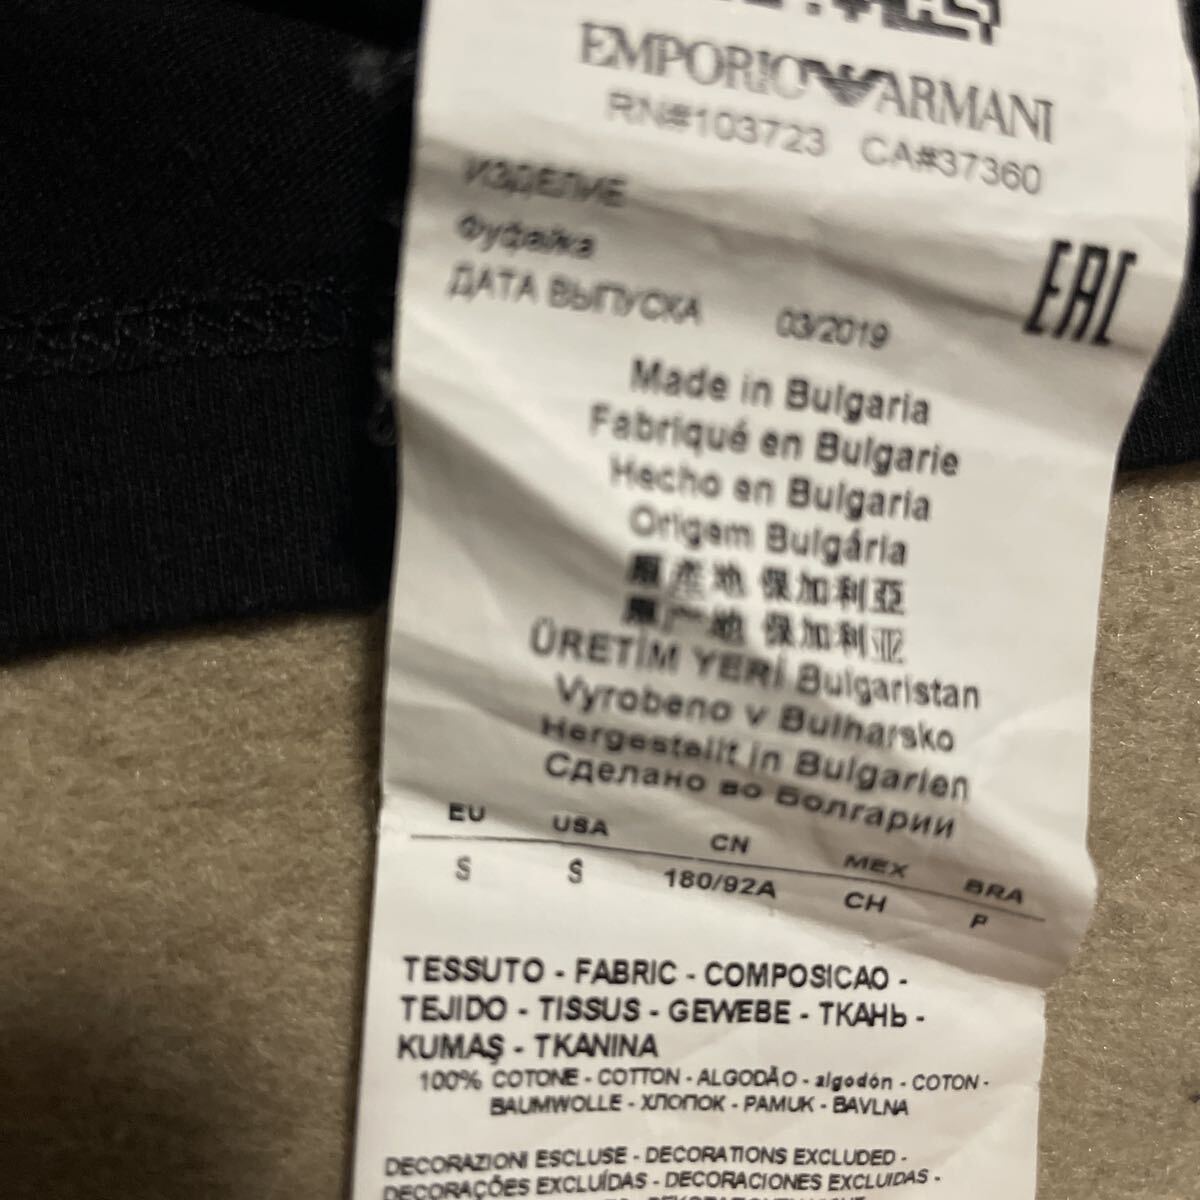 EMPORIO ARMANI
RN#103723 CA#37360
ИЗДЕЛИЕ
Фуфайка
ДАТА ВЫПУСКА 03/2019
EAC
Made in Bulgaria
Fabriqué en Bulgarie
Hecho en Bulgaria
Origem Bulgária
原產地 保加利亞
原产地 保加利亚
ÜRETİM YERİ Bulgaristan
Vyrobeno v Bulharsko
Hergestellt in Bulgarien
Сделано во Болгарии
EU USA CN MEX BRA
S S 180/92A CH P
TESSUTO - FABRIC - COMPOSICAO -
TEJIDO - TISSUS - GEWEBE - ТКАНЬ -
KUMAŞ - TKANINA
100% COTONE - COTTON - ALGODÃO - algodón - COTON -
BAUMWOLLE - ХЛОПОК - PAMUK - BAVLNA
DECORAZIONI ESCLUSE - DECORATIONS EXCLUDED -
DECORAÇÕES EXCLUÍDAS - DECORACIONES EXCLUIDAS -